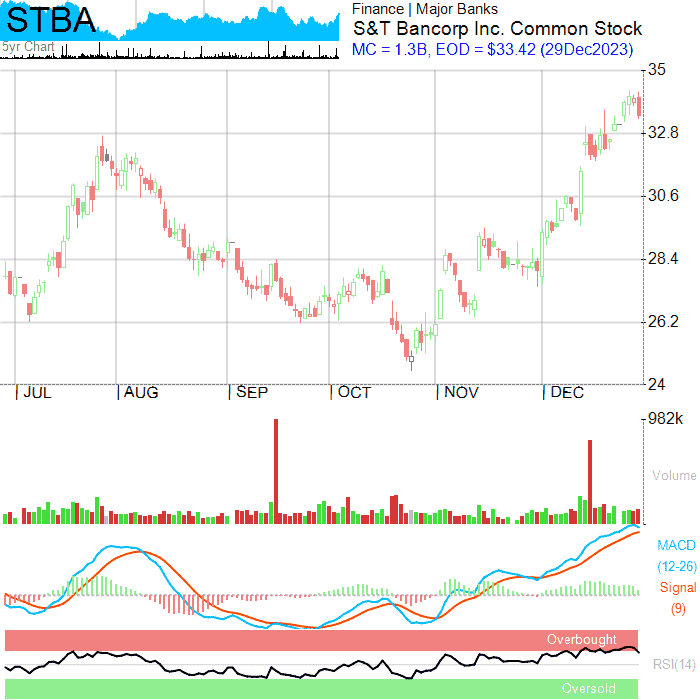 STBA
5yr Chart
Finance | Major Banks
S&T Bancorp Inc. Common Stock
MC = 1.3B, EOD = $33.42 (29Dec2023)
35
32.8
30.6
28.4
26.2
24
JUL AUG SEP OCT NOV DEC
982k
Volume
MACD
(12-26)
Signal
(9)
Overbought
RSI(14)
Oversold